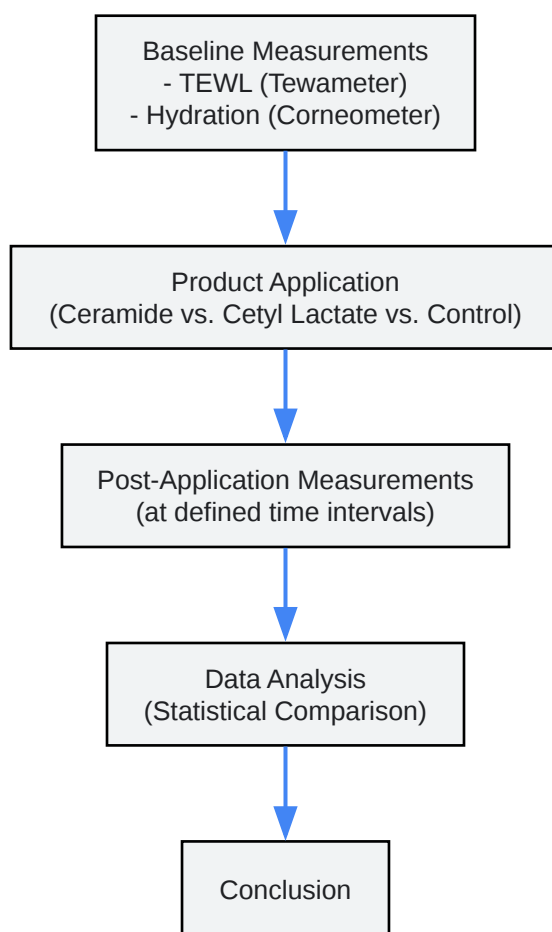 Baseline Measurements
- TEWL (Tewameter)
- Hydration (Corneometer)
Product Application
(Ceramide vs. Cetyl Lactate vs. Control)
Post-Application Measurements
(at defined time intervals)
Data Analysis
(Statistical Comparison)
Conclusion